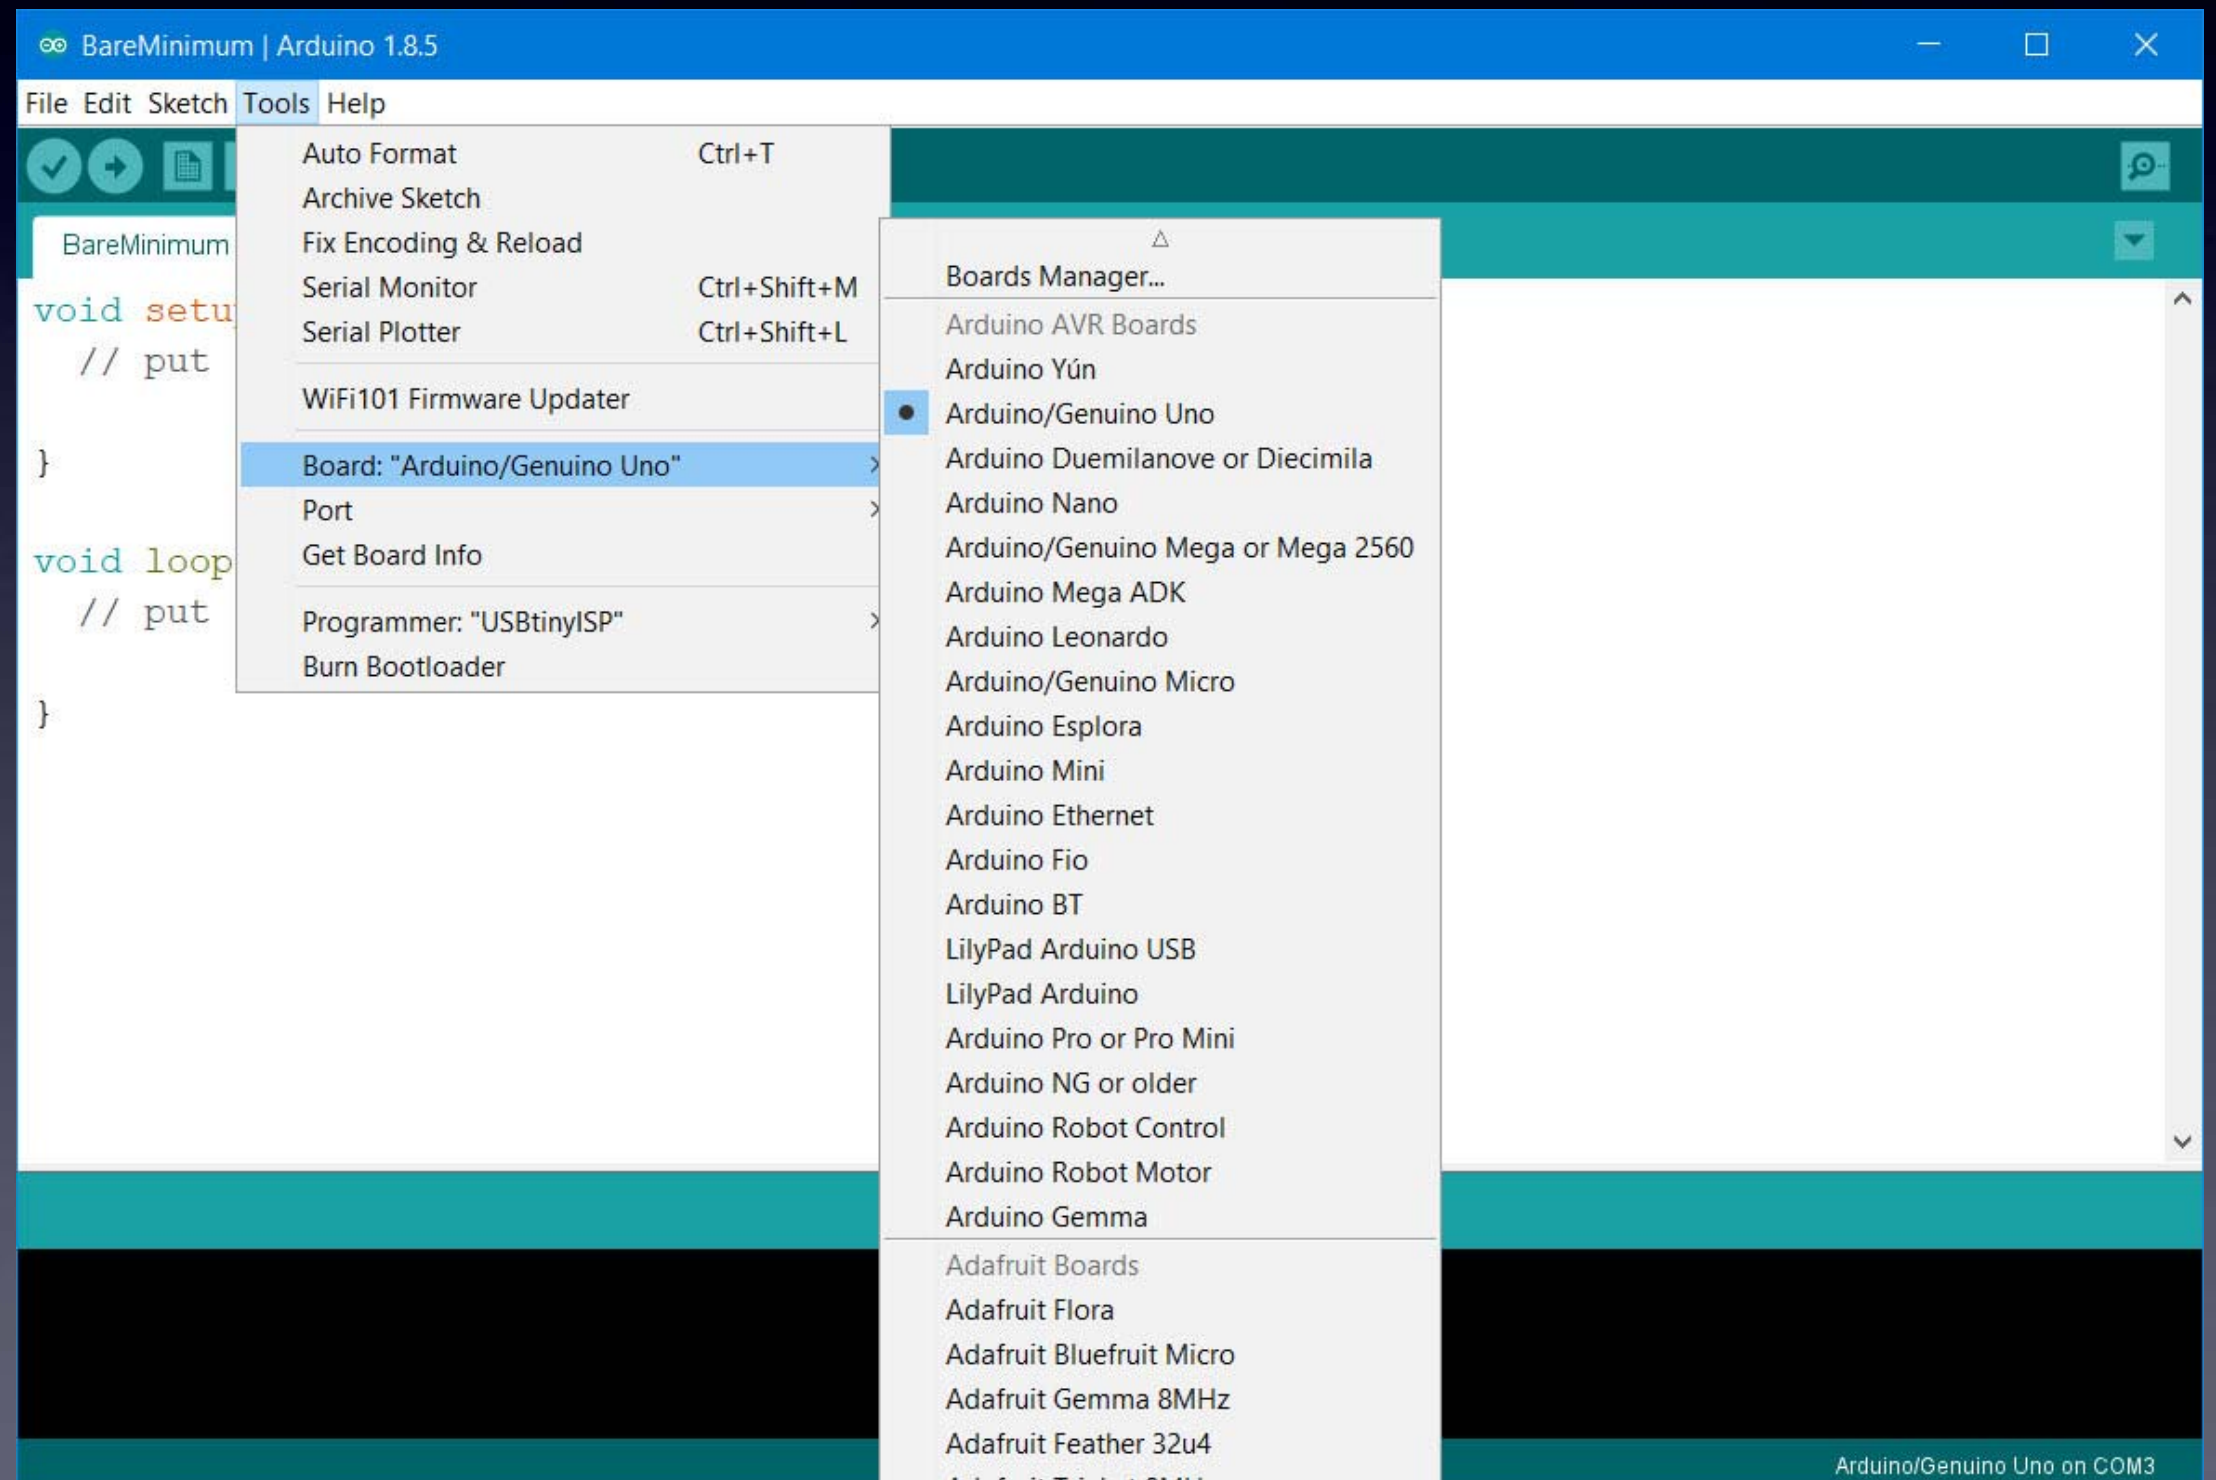 BareMinimum | Arduino 1.8.5
File Edit Sketch Tools Help
BareMinimum
void setu
// put
}
void loop
// put
}
Auto Format Ctrl+T
Archive Sketch
Fix Encoding & Reload
Serial Monitor Ctrl+Shift+M
Serial Plotter Ctrl+Shift+L
WiFi101 Firmware Updater
Board: "Arduino/Genuino Uno"
Port
Get Board Info
Programmer: "USBtinyISP"
Burn Bootloader
Boards Manager...
Arduino AVR Boards
Arduino Yún
Arduino/Genuino Uno
Arduino Duemilanove or Diecimila
Arduino Nano
Arduino/Genuino Mega or Mega 2560
Arduino Mega ADK
Arduino Leonardo
Arduino/Genuino Micro
Arduino Esplora
Arduino Mini
Arduino Ethernet
Arduino Fio
Arduino BT
LilyPad Arduino USB
LilyPad Arduino
Arduino Pro or Pro Mini
Arduino NG or older
Arduino Robot Control
Arduino Robot Motor
Arduino Gemma
Adafruit Boards
Adafruit Flora
Adafruit Bluefruit Micro
Adafruit Gemma 8MHz
Adafruit Feather 32u4
Arduino/Genuino Uno on COM3